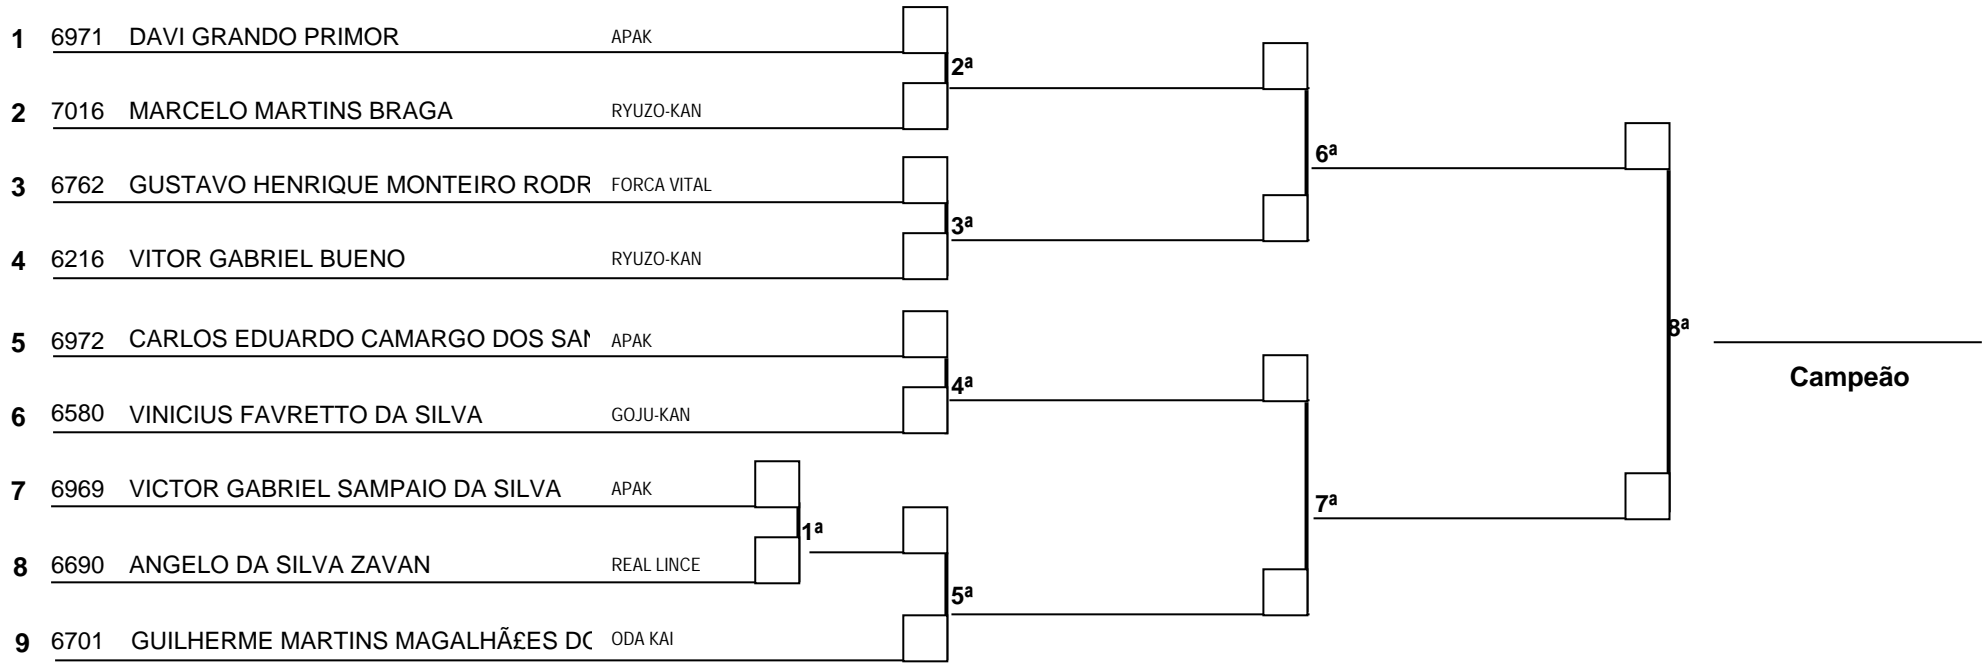 1 6971 DAVI GRANDO PRIMOR APAK
2ª
2 7016 MARCELO MARTINS BRAGA RYUZO-KAN
6ª
3 6762 GUSTAVO HENRIQUE MONTEIRO RODR FORCA VITAL
3ª
4 6216 VITOR GABRIEL BUENO RYUZO-KAN
8ª
5 6972 CARLOS EDUARDO CAMARGO DOS SAN APAK
Campeão
4ª
6 6580 VINICIUS FAVRETTO DA SILVA GOJU-KAN
7 6969 VICTOR GABRIEL SAMPAIO DA SILVA APAK
7ª
1ª
8 6690 ANGELO DA SILVA ZAVAN REAL LINCE
5ª
9 6701 GUILHERME MARTINS MAGALHÃ£ES DO ODA KAI